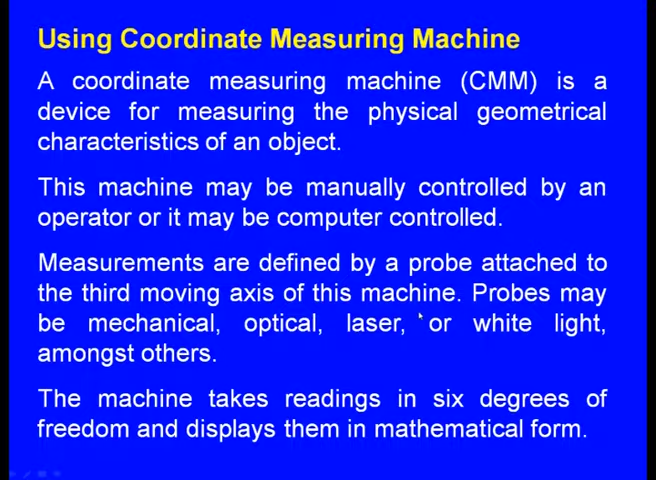 Using Coordinate Measuring Machine
A coordinate measuring machine (CMM) is a
device for measuring the physical geometrical
characteristics of an object.
This machine may be manually controlled by an
operator or it may be computer controlled.
Measurements are defined by a probe attached to
the third moving axis of this machine. Probes may
be mechanical, optical, laser, or white light,
amongst others.
The machine takes readings in six degrees of
freedom and displays them in mathematical form.